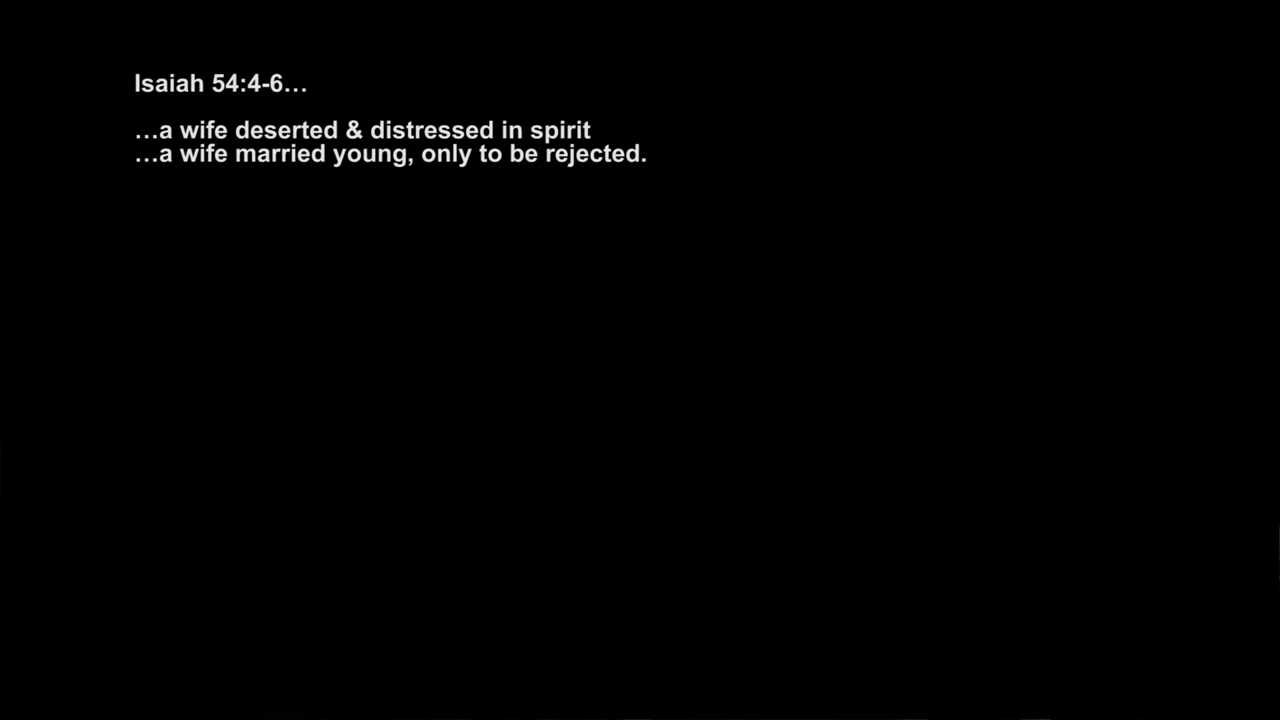 Isaiah 54:4-6…
…a wife deserted & distressed in spirit
…a wife married young, only to be rejected.